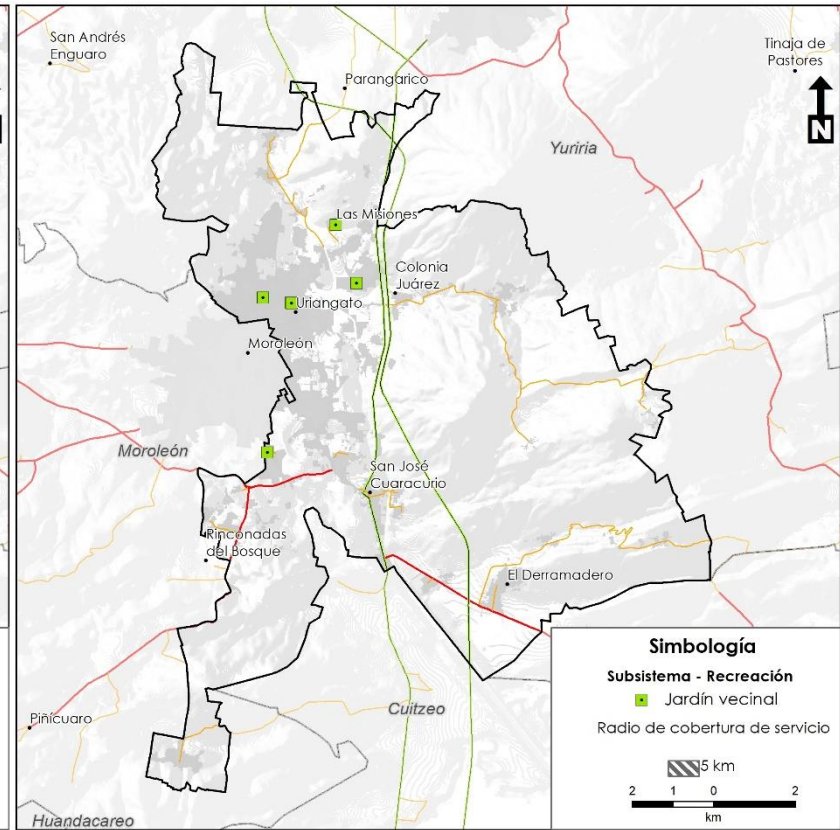 San Andrés
Enguaro
Tinaja de
Pastores
Parangarico
N
Yuriria
Las Misiones
Colonia
Juárez
Uriangato
Moroleón
Moroleón
San José
Cuaracurio
Rinconadas
del Bosque
El Derramadero
Cuitzeo
Piñícuaro
Huandacareo
Simbología
Subsistema - Recreación
Jardín vecinal
Radio de cobertura de servicio
5 km
2 1 0 2
km